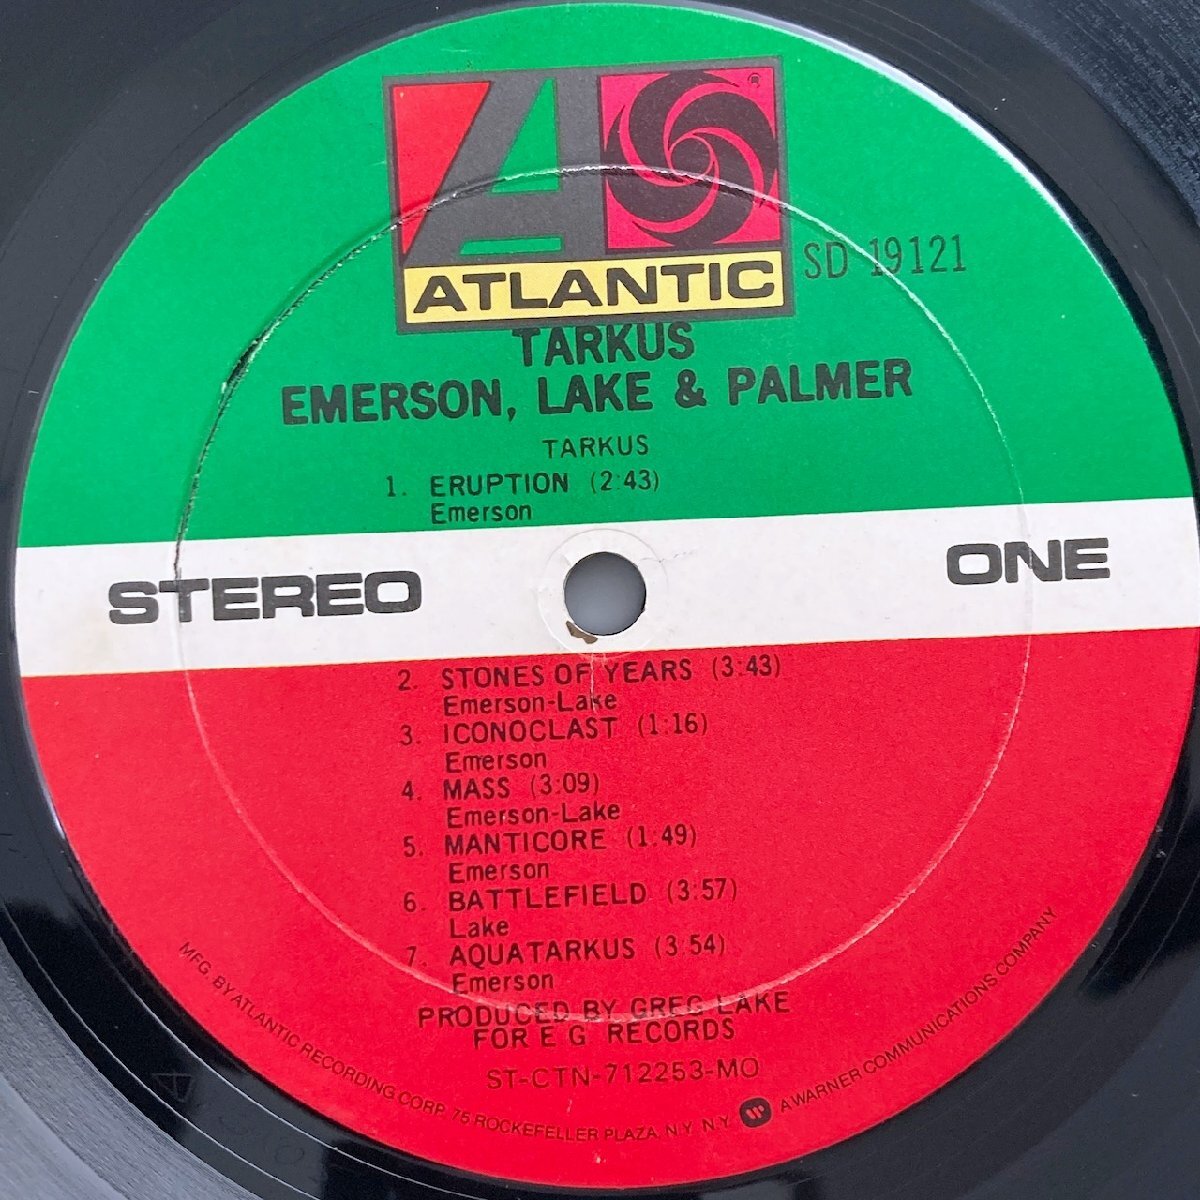 ATLANTIC
®
SD 19121
TARKUS
EMERSON, LAKE & PALMER
TARKUS
1. ERUPTION (2:43)
Emerson
STEREO
ONE
2. STONES OF YEARS (3:43)
Emerson-Lake
3. ICONOCLAST (1:16)
Emerson
4. MASS (3:09)
Emerson-Lake
5. MANTICORE (1:49)
Emerson
6. BATTLEFIELD (3:57)
Lake
7. AQUATARKUS (3:54)
Emerson
PRODUCED BY GREG LAKE
FOR E G RECORDS
ST-CTN-712253-MO
MFG. BY ATLANTIC RECORDING CORP. 75 ROCKEFELLER PLAZA, N.Y. N.Y. A WARNER COMMUNICATIONS COMPANY